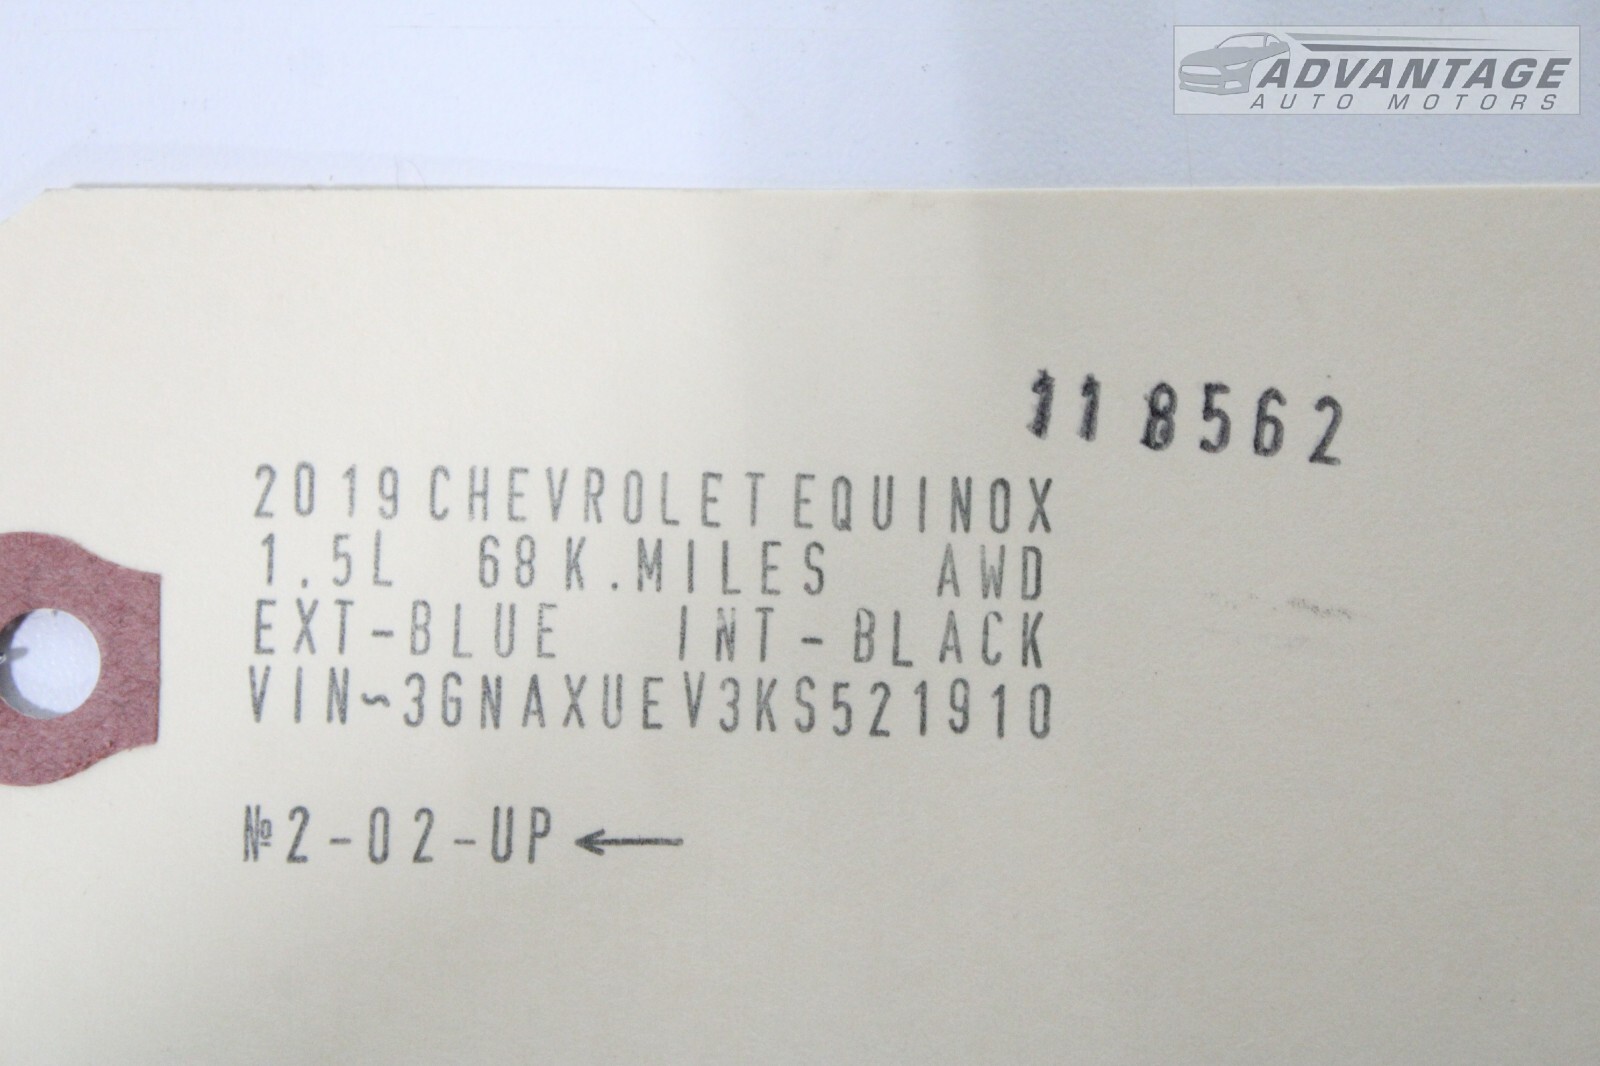 ADVANTAGE
AUTO MOTORS
118562
2019 CHEVROLET EQUINOX
1.5L 68K.MILES AWD
EXT-BLUE INT-BLACK
VIN~3GNAXUEV3KS521910
№2-02-UP←